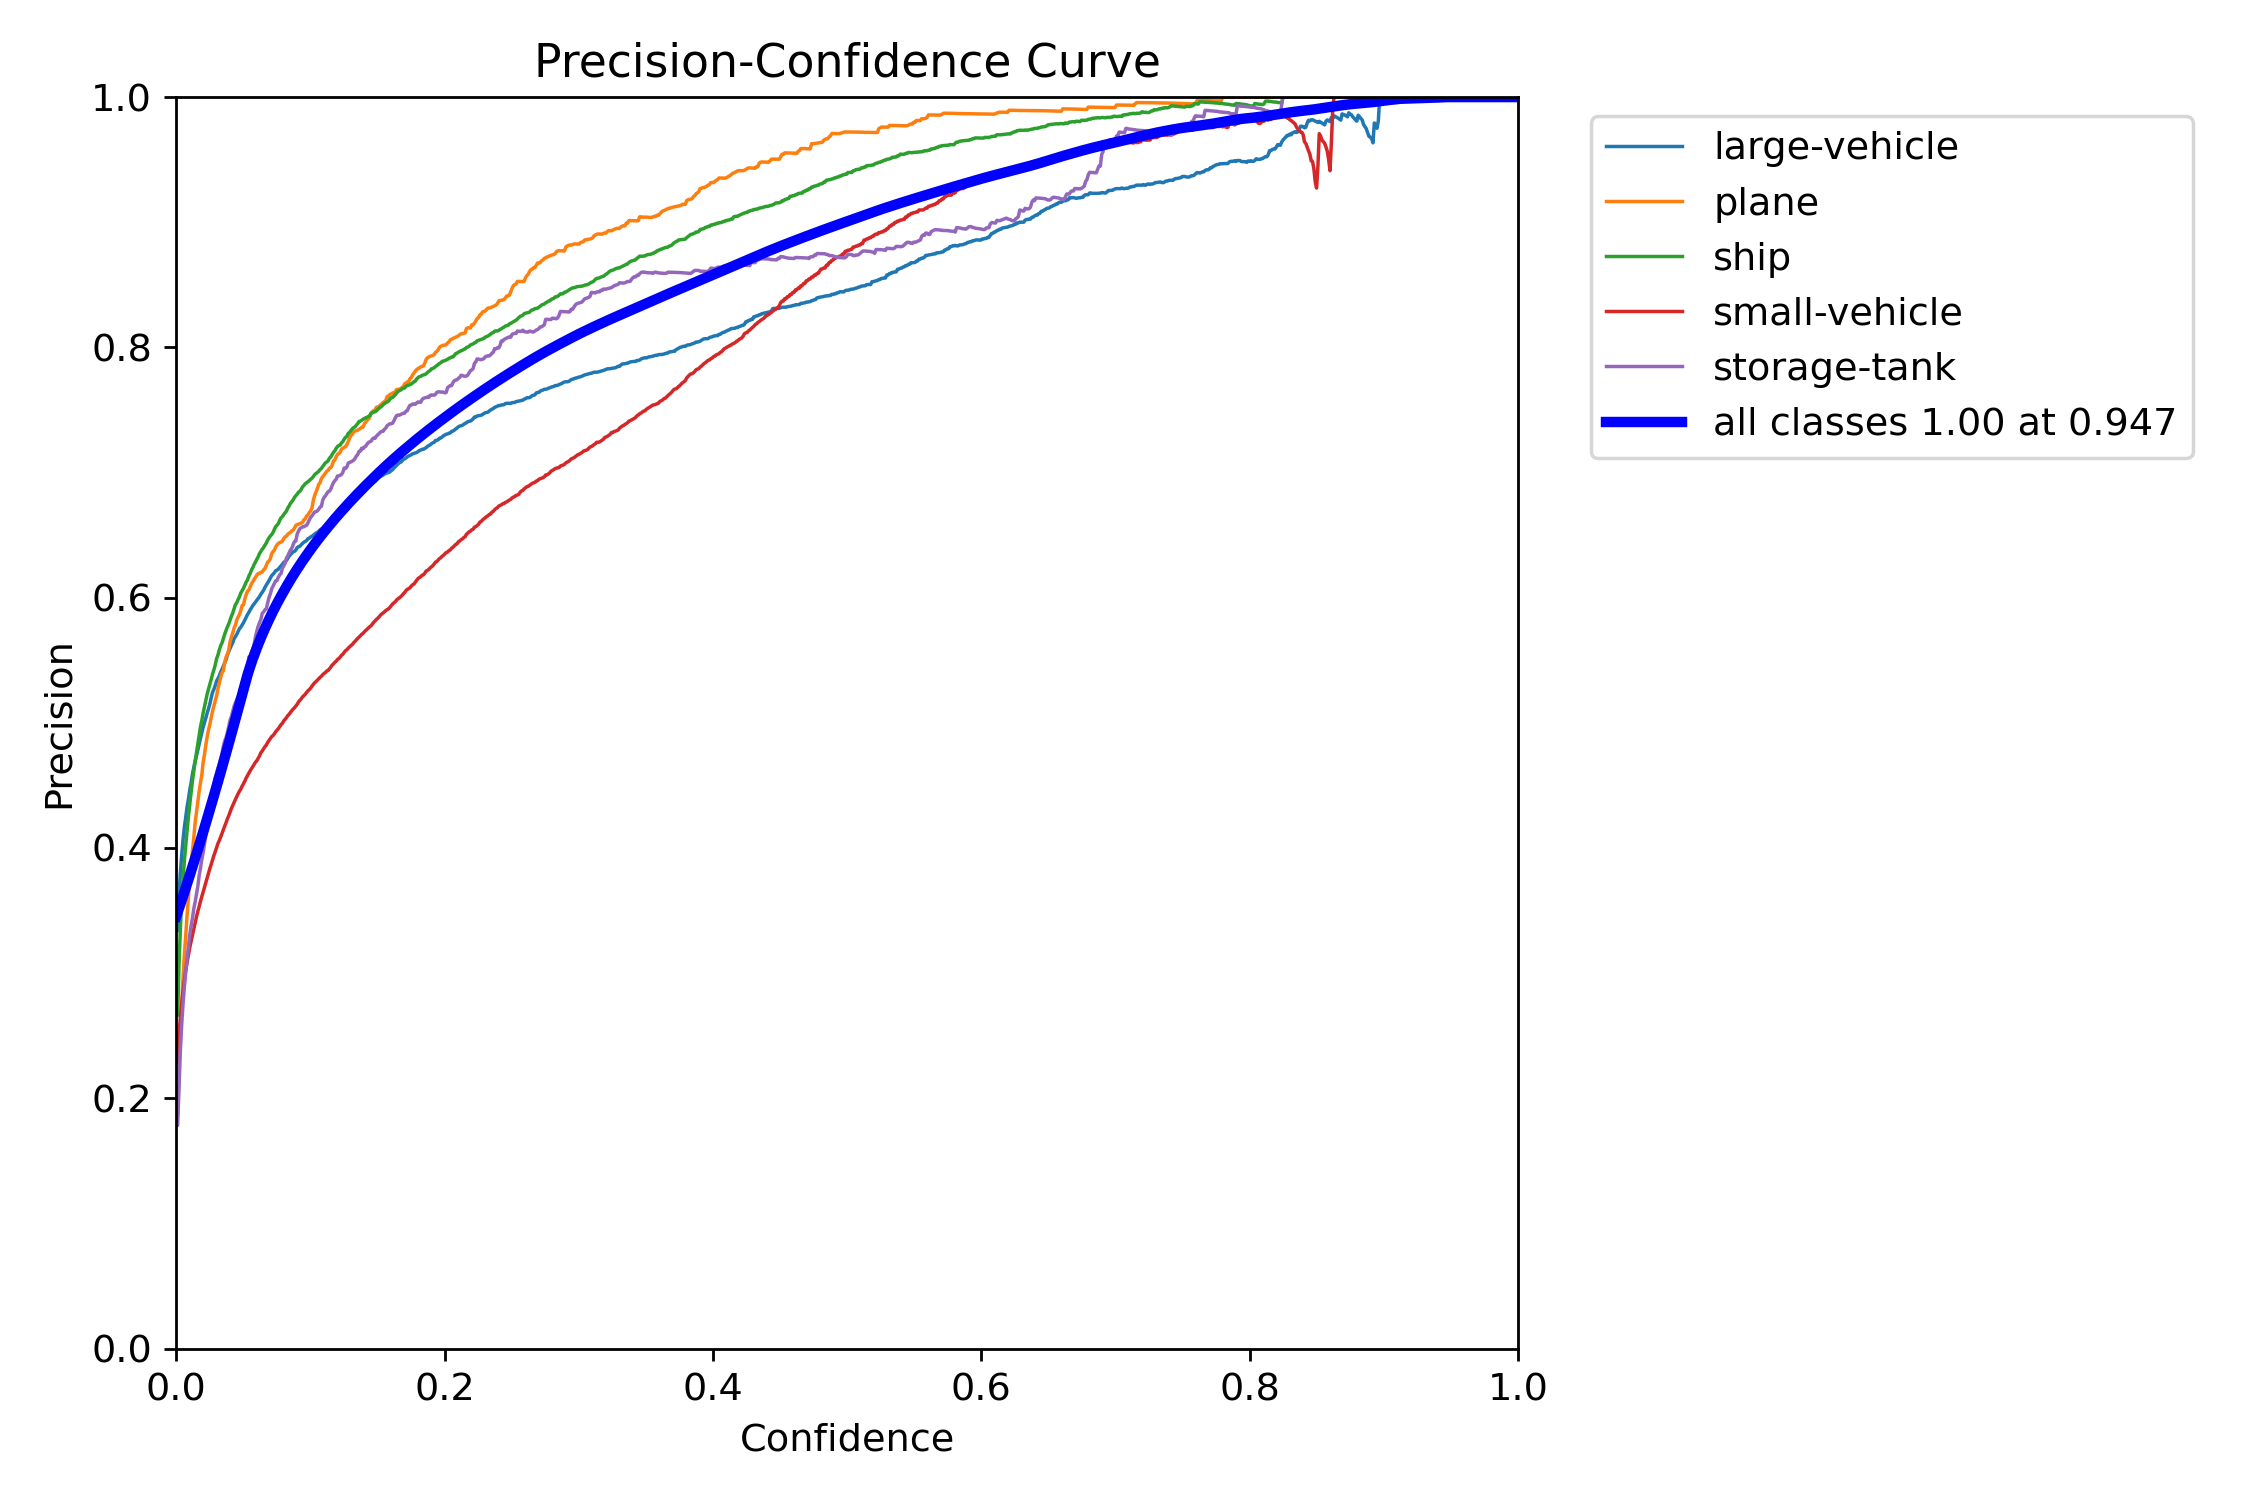 Precision-Confidence Curve
1.0
0.8
0.6
0.4
0.2
0.0
Precision
0.0 0.2 0.4 0.6 0.8 1.0
Confidence
large-vehicle
plane
ship
small-vehicle
storage-tank
all classes 1.00 at 0.947